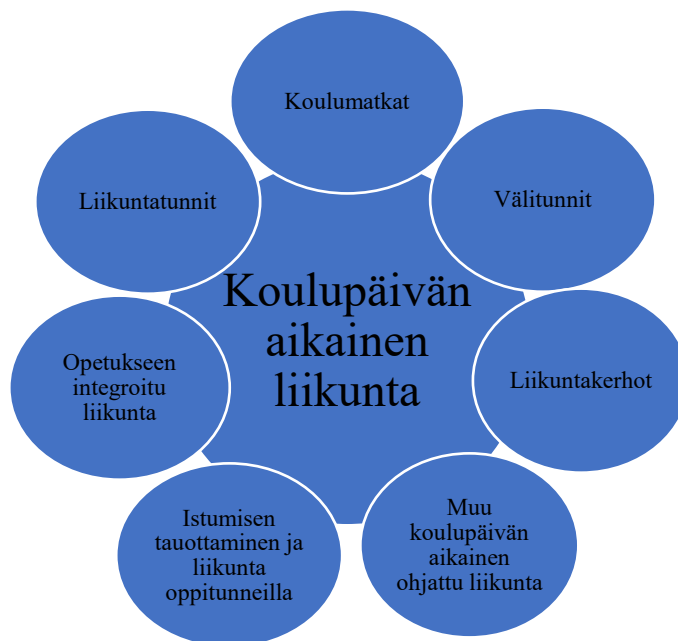 Koulumatkat
Välitunnit
Liikuntatunnit
Koulupäivän
aikainen
liikunta
Liikuntakerhot
Opetukseen
integroitu
liikunta
Muu
koulupäivän
aikainen
ohjattu liikunta
Istumisen
tauottaminen ja
liikunta
oppitunneilla